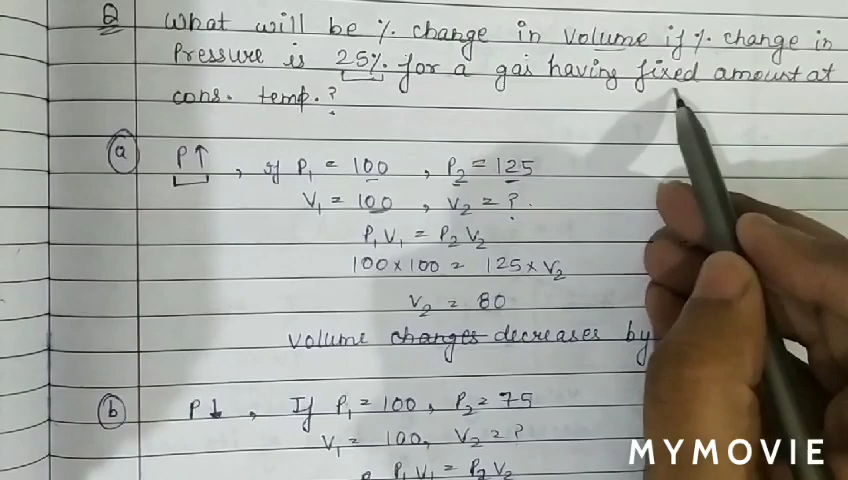 Q What will be % change in volume if % change in
Pressure is 25% for a gas having fixed amount at
cons. temp.?
(a) P↑, if P₁ = 100, P₂ = 125
V₁ = 100, V₂ = ?
P₁V₁ = P₂V₂
100×100 = 125×V₂
V₂ = 80
Volume changes decreases by
(b) P↓, If P₁ = 100, P₂ = 75
V₁ = 100, V₂ = ?
P₁V₁ = P₂V₂
MYMOVIE